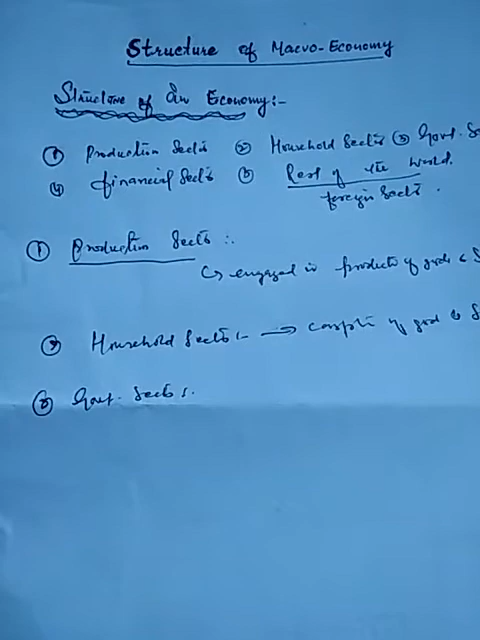 Structure of Macro-Economy
Structure of an Economy:-
① Production Sector ② Household Sector ③ Govt. Se
④ financial Sector ⑤ Rest of the World.
foreign Sector.
① Production Sector :-
↳ engaged in production of goods & S
② Household Sector :- → consumption of good & S
③ Govt. Sector :.